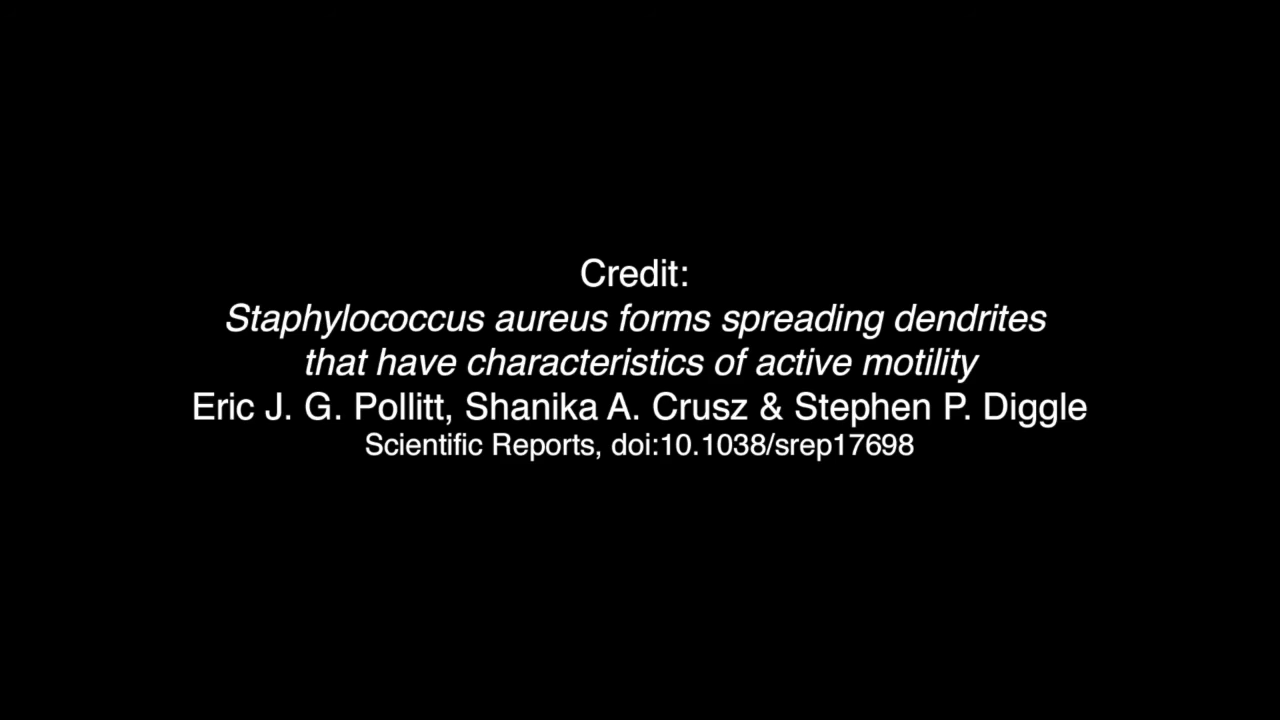 Credit:
Staphylococcus aureus forms spreading dendrites
that have characteristics of active motility
Eric J. G. Pollitt, Shanika A. Crusz & Stephen P. Diggle
Scientific Reports, doi:10.1038/srep17698